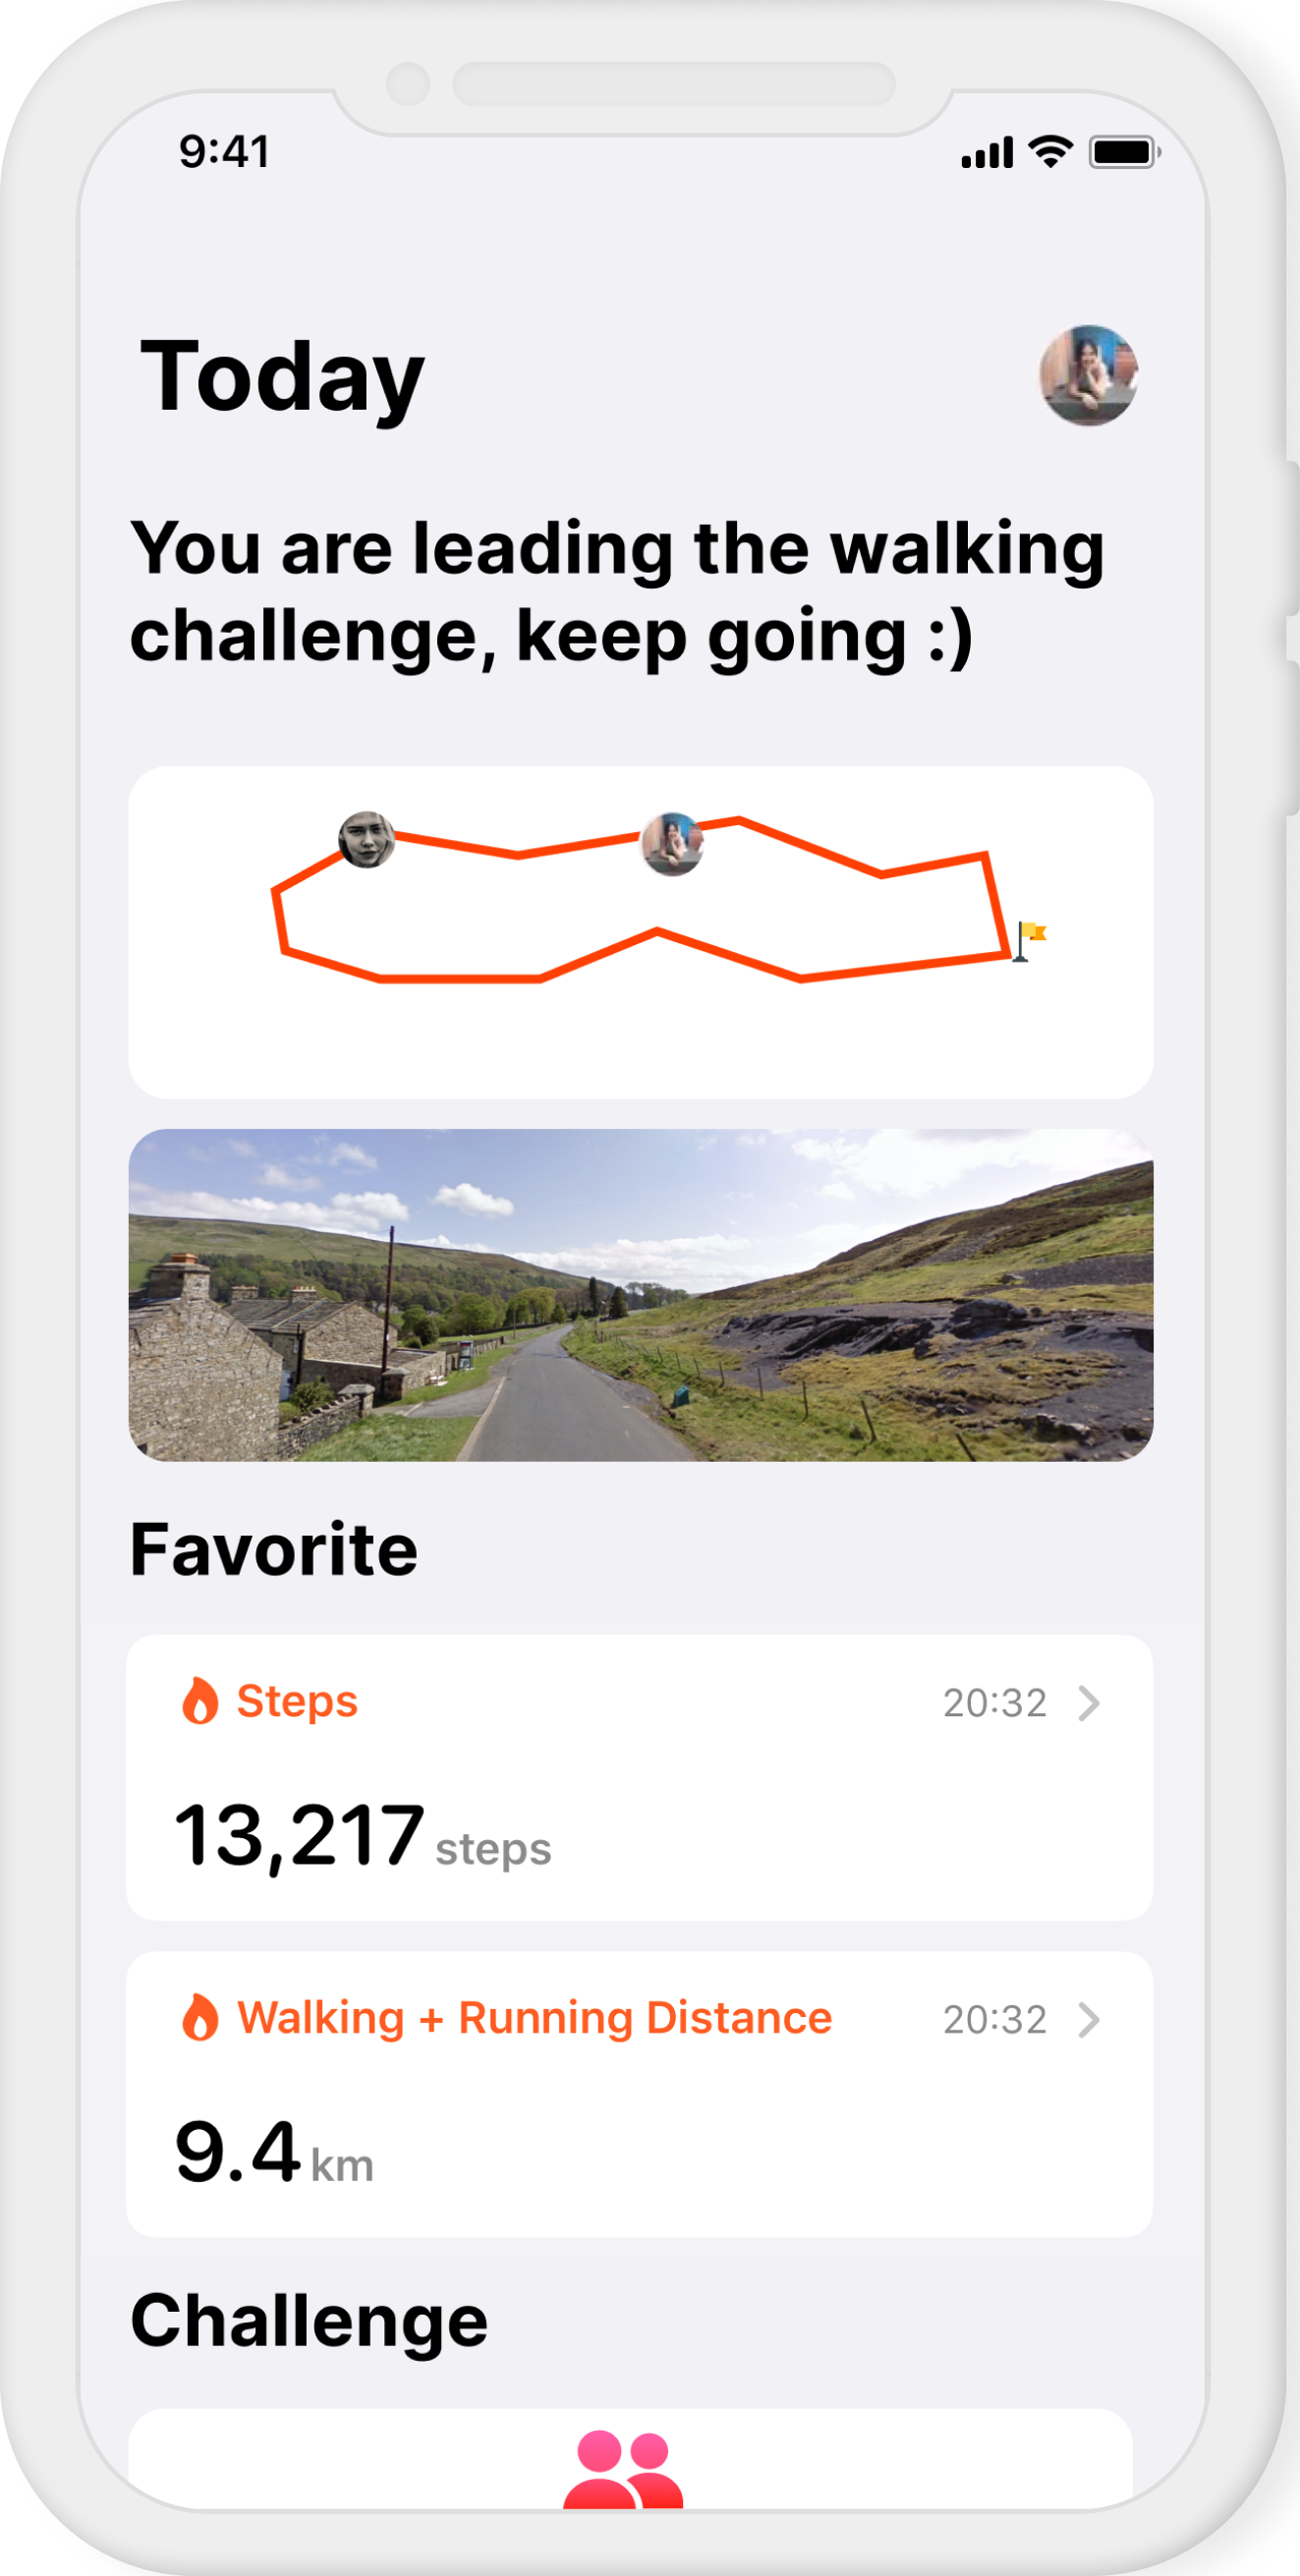 9:41
Today
You are leading the walking
challenge, keep going :)
Favorite
Steps 20:32
13,217 steps
Walking + Running Distance 20:32
9.4 km
Challenge